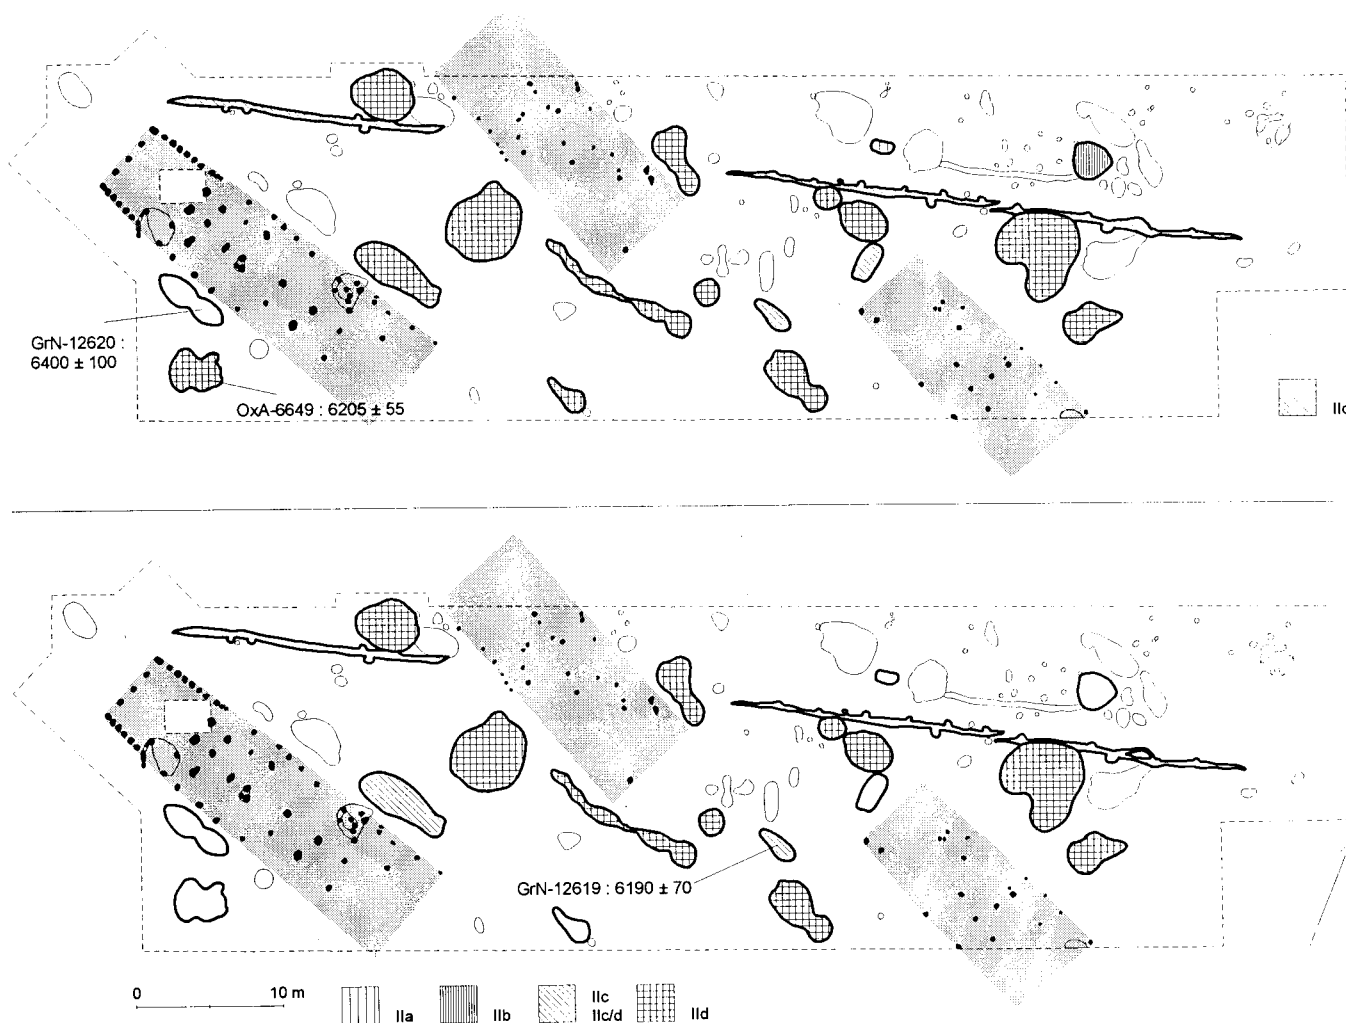 GrN-12620 :
6400 ± 100
OxA-6649 : 6205 ± 55
GrN-12619 : 6190 ± 70
0 10 m
IIa
IIb
IIc
IIc/d
IId